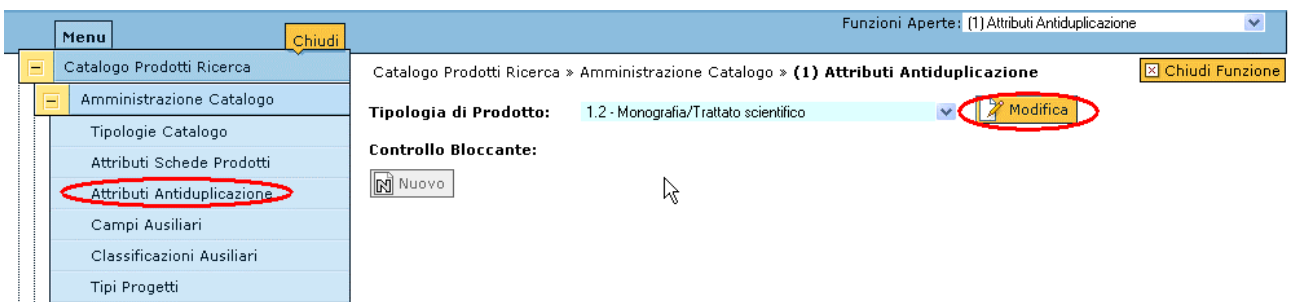 Funzioni Aperte: (1) Attributi Antiduplicazione
Menu
Chiudi
Catalogo Prodotti Ricerca
Amministrazione Catalogo
Tipologie Catalogo
Attributi Schede Prodotti
Attributi Antiduplicazione
Campi Ausiliari
Classificazioni Ausiliari
Tipi Progetti
Catalogo Prodotti Ricerca » Amministrazione Catalogo » (1) Attributi Antiduplicazione
Chiudi Funzione
Tipologia di Prodotto: 1.2 - Monografia/Trattato scientifico
Modifica
Controllo Bloccante:
Nuovo